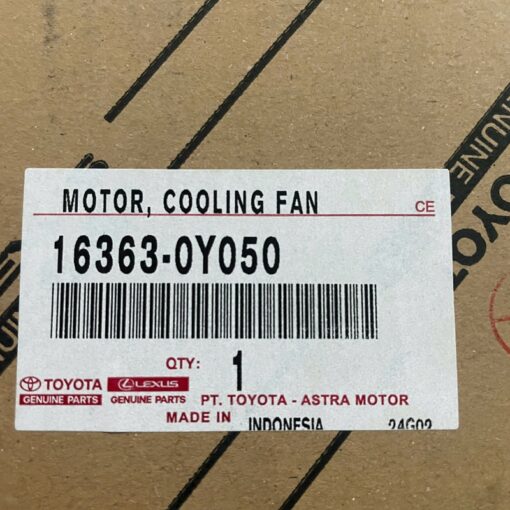 MOTOR, COOLING FAN
CE
16363-0Y050
QTY: 1
TOYOTA
GENUINE PARTS
LEXUS
GENUINE PARTS
PT. TOYOTA - ASTRA MOTOR
MADE IN INDONESIA 24G02
TOYOTA